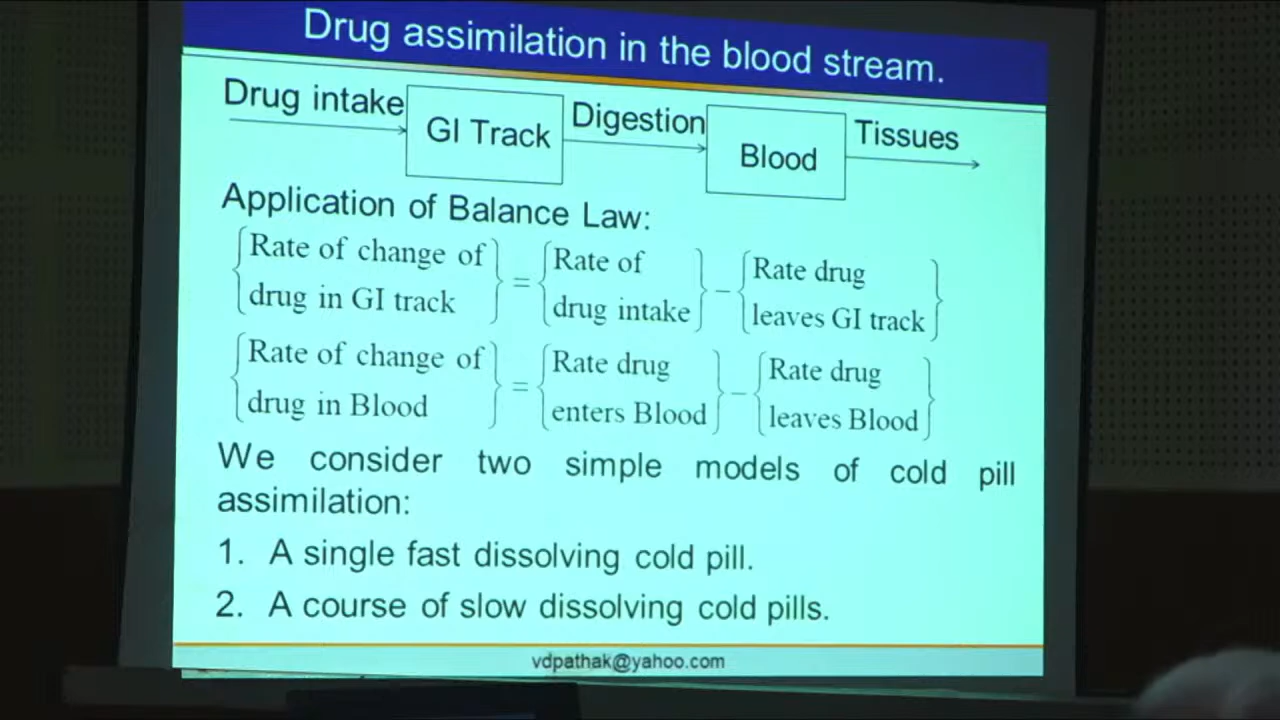 Drug assimilation in the blood stream.
Drug intake GI Track Digestion Blood Tissues
Application of Balance Law:
{Rate of change of drug in GI track} = {Rate of drug intake} − {Rate drug leaves GI track}
{Rate of change of drug in Blood} = {Rate drug enters Blood} − {Rate drug leaves Blood}
We consider two simple models of cold pill
assimilation:
1. A single fast dissolving cold pill.
2. A course of slow dissolving cold pills.
vdpathak@yahoo.com